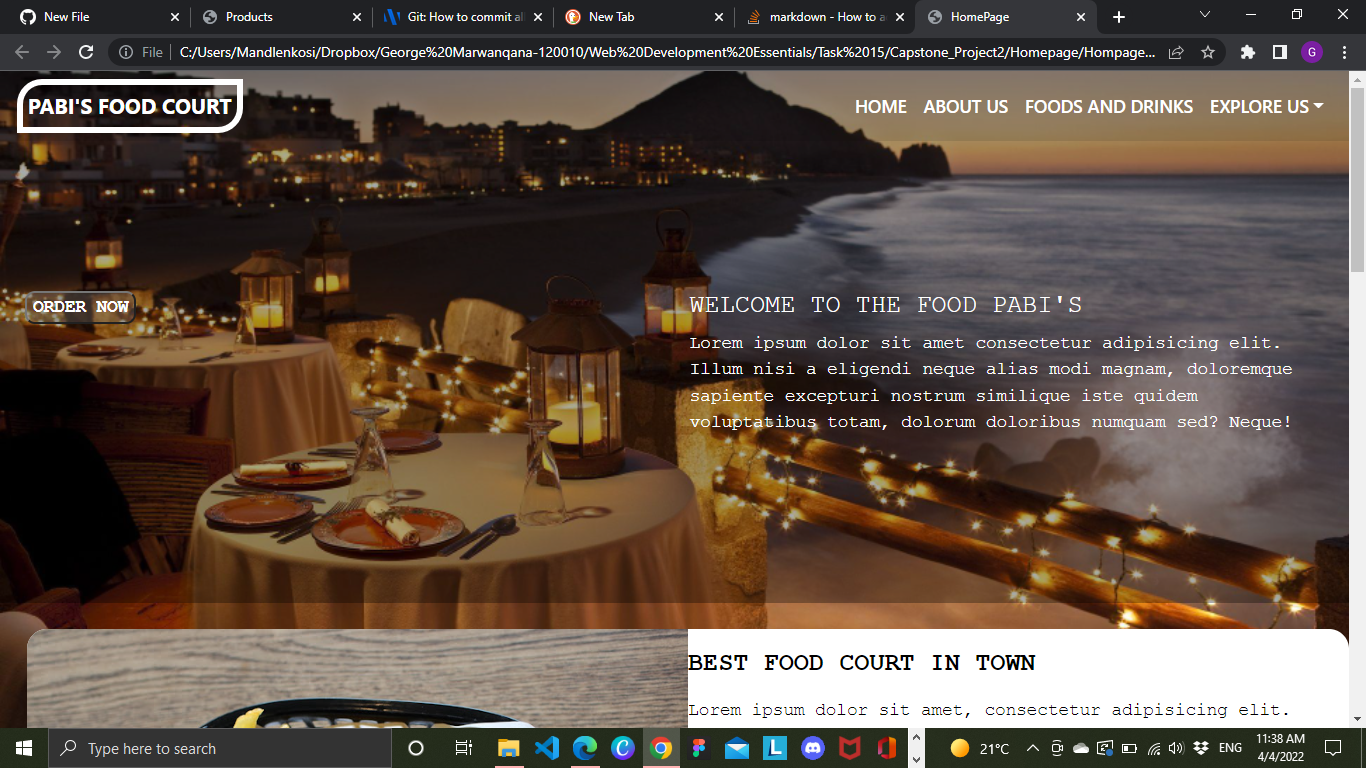 New File
Products
Git: How to commit al
New Tab
markdown - How to a
HomePage
File
C:/Users/Mandlenkosi/Dropbox/George%20Marwanqana-120010/Web%20Development%20Essentials/Task%2015/Capstone_Project2/Homepage/Hompage...
G
PABI'S FOOD COURT
HOME
ABOUT US
FOODS AND DRINKS
EXPLORE US
ORDER NOW
WELCOME TO THE FOOD PABI'S
Lorem ipsum dolor sit amet consectetur adipisicing elit.
Illum nisi a eligendi neque alias modi magnam, doloremque
sapiente excepturi nostrum similique iste quidem
voluptatibus totam, dolorum doloribus numquam sed? Neque!
BEST FOOD COURT IN TOWN
Lorem ipsum dolor sit amet, consectetur adipisicing elit.
Type here to search
L
21°C
ENG
11:38 AM
4/4/2022